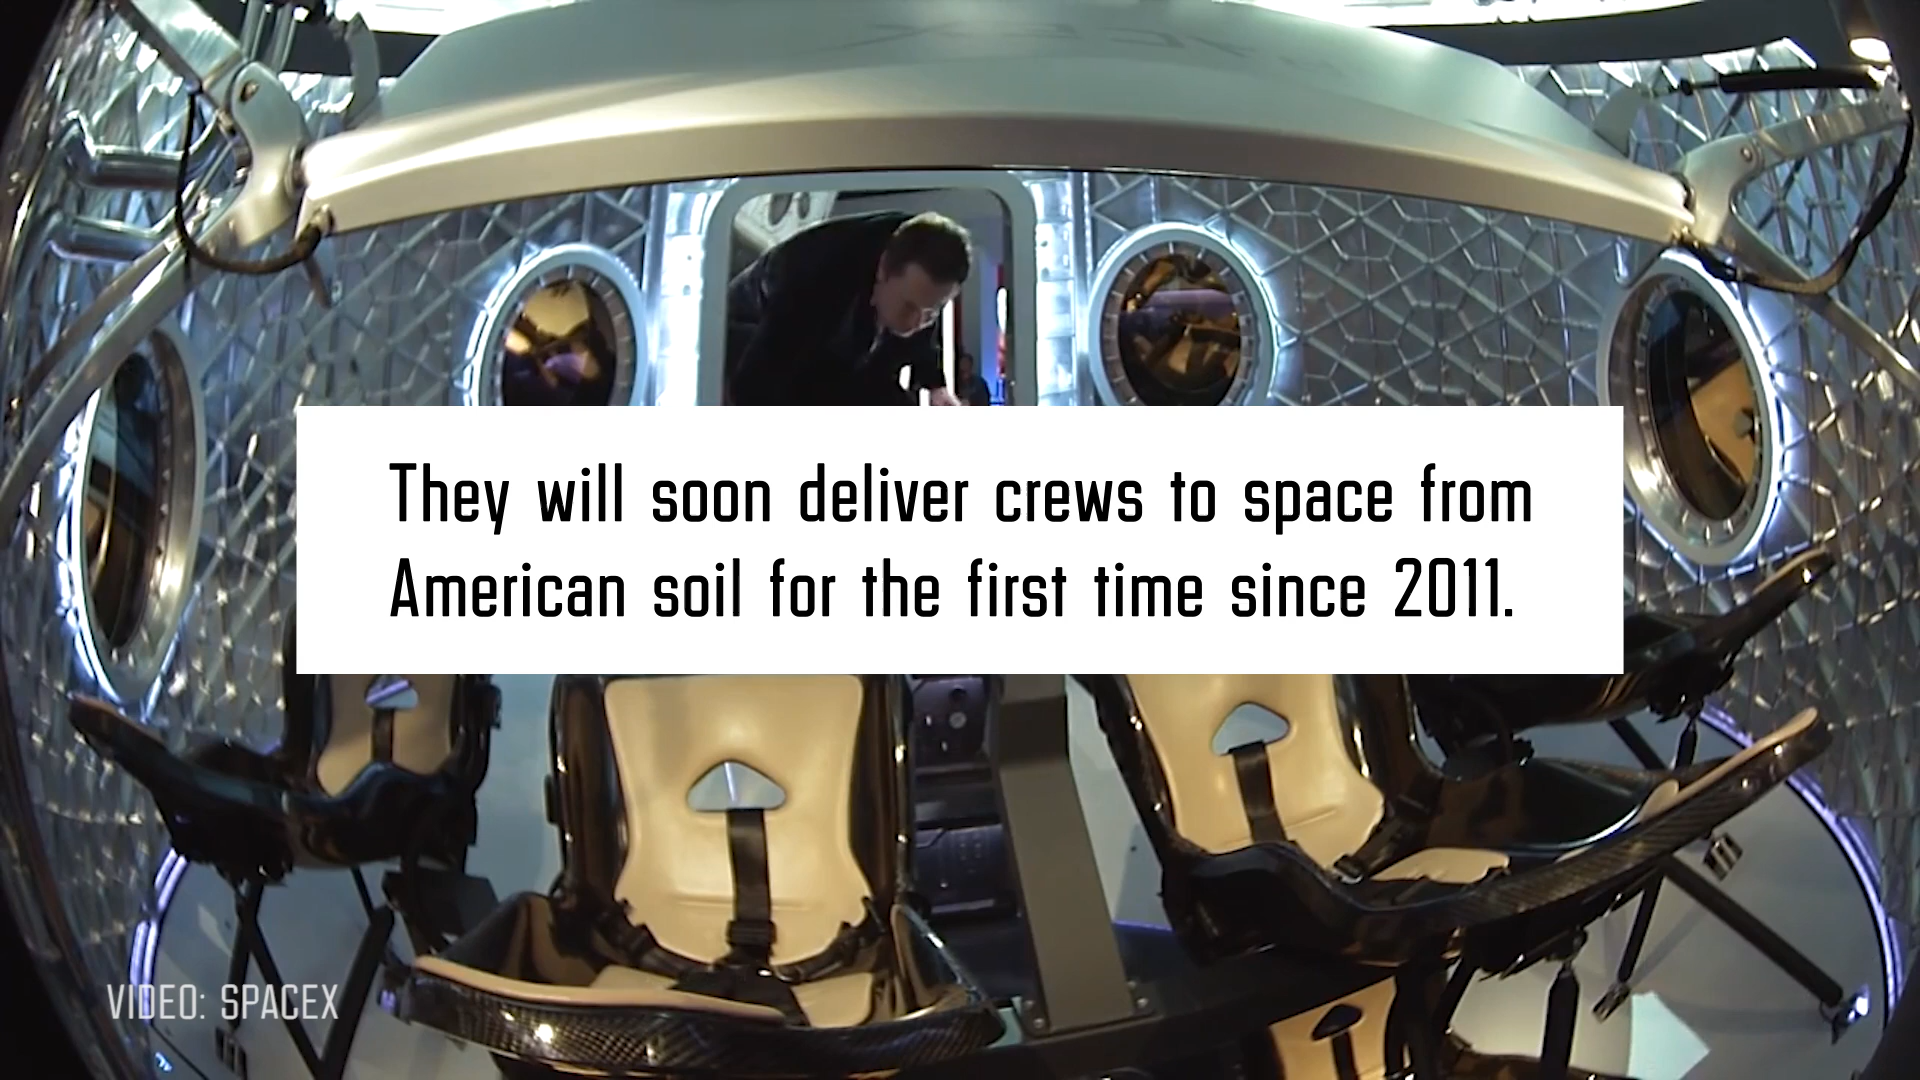 They will soon deliver crews to space from
American soil for the first time since 2011.
VIDEO: SPACEX